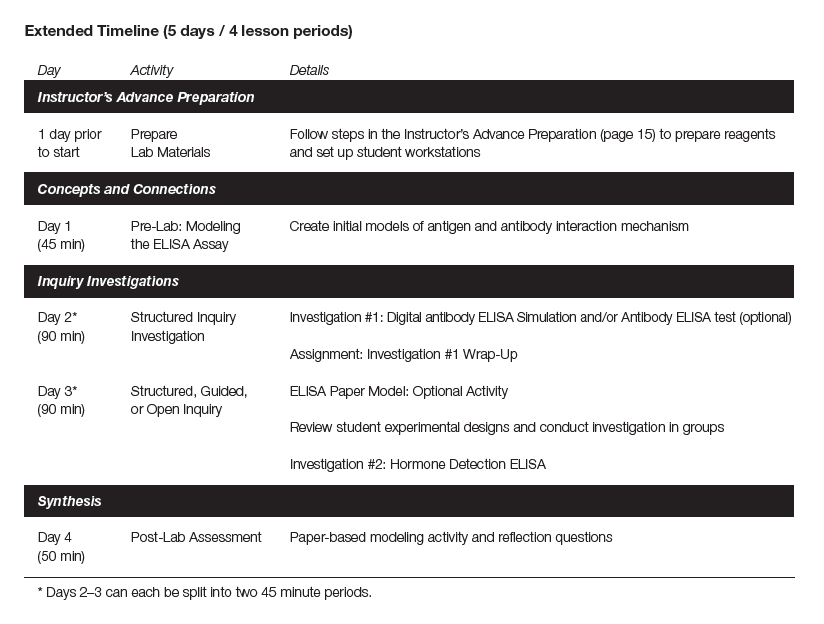 Extended Timeline (5 days / 4 lesson periods)
Day Activity Details
Instructor's Advance Preparation
1 day prior Prepare Follow steps in the Instructor's Advance Preparation (page 15) to prepare reagents
to start Lab Materials and set up student workstations
Concepts and Connections
Day 1 Pre-Lab: Modeling Create initial models of antigen and antibody interaction mechanism
(45 min) the ELISA Assay
Inquiry Investigations
Day 2* Structured Inquiry Investigation #1: Digital antibody ELISA Simulation and/or Antibody ELISA test (optional)
(90 min) Investigation
Assignment: Investigation #1 Wrap-Up
Day 3* Structured, Guided, ELISA Paper Model: Optional Activity
(90 min) or Open Inquiry
Review student experimental designs and conduct investigation in groups
Investigation #2: Hormone Detection ELISA
Synthesis
Day 4 Post-Lab Assessment Paper-based modeling activity and reflection questions
(50 min)
* Days 2–3 can each be split into two 45 minute periods.